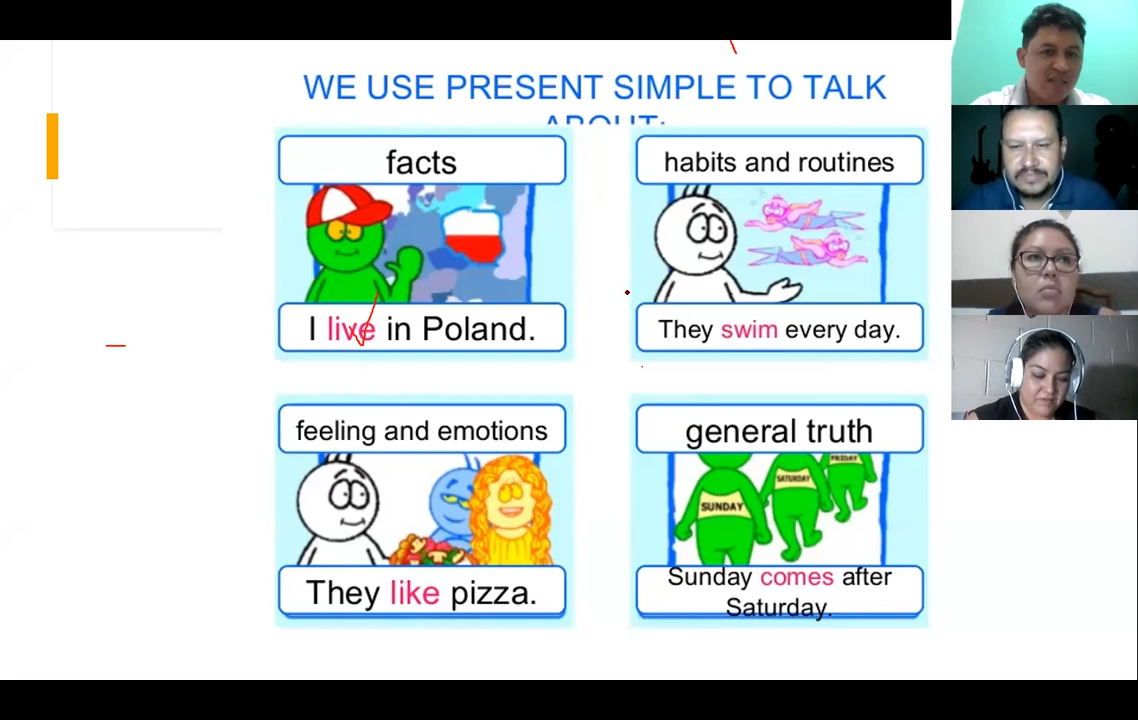 WE USE PRESENT SIMPLE TO TALK
ABOUT:
facts
I live in Poland.
habits and routines
They swim every day.
feeling and emotions
They like pizza.
general truth
SUNDAY
SATURDAY
FRIDAY
Sunday comes after
Saturday.